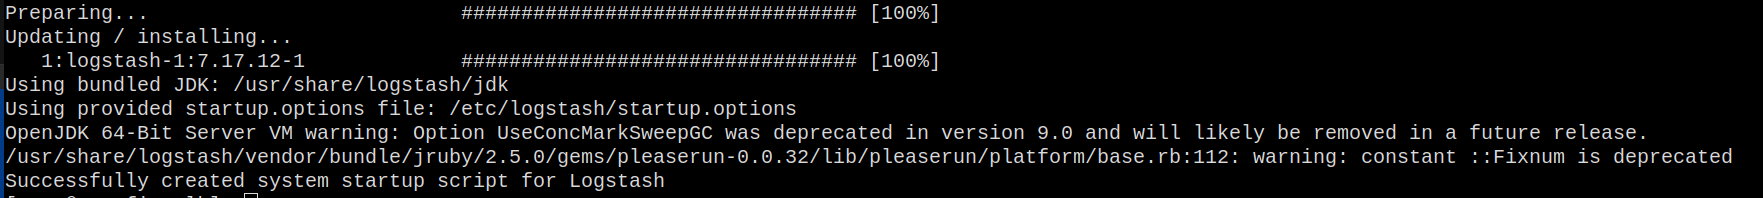 Preparing...                          ################################# [100%]
Updating / installing...
   1:logstash-1:7.17.12-1             ################################# [100%]
Using bundled JDK: /usr/share/logstash/jdk
Using provided startup.options file: /etc/logstash/startup.options
OpenJDK 64-Bit Server VM warning: Option UseConcMarkSweepGC was deprecated in version 9.0 and will likely be removed in a future release.
/usr/share/logstash/vendor/bundle/jruby/2.5.0/gems/pleaserun-0.0.32/lib/pleaserun/platform/base.rb:112: warning: constant ::Fixnum is deprecated
Successfully created system startup script for Logstash